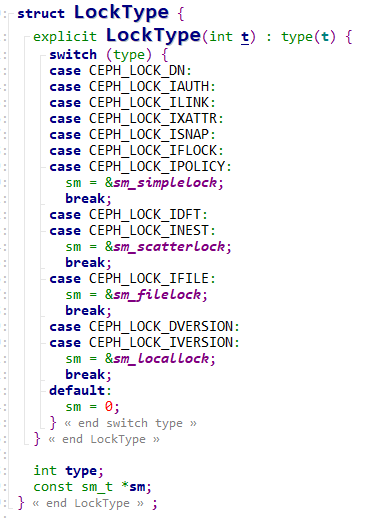 struct LockType {
explicit LockType(int t) : type(t) {
switch (type) {
case CEPH_LOCK_DN:
case CEPH_LOCK_IAUTH:
case CEPH_LOCK_ILINK:
case CEPH_LOCK_IXATTR:
case CEPH_LOCK_ISNAP:
case CEPH_LOCK_IFLOCK:
case CEPH_LOCK_IPOLICY:
sm = &sm_simplelock;
break;
case CEPH_LOCK_IDFT:
case CEPH_LOCK_INEST:
sm = &sm_scatterlock;
break;
case CEPH_LOCK_IFILE:
sm = &sm_filelock;
break;
case CEPH_LOCK_DVERSION:
case CEPH_LOCK_IVERSION:
sm = &sm_locallock;
break;
default:
sm = 0;
} « end switch type »
} « end LockType »
int type;
const sm_t *sm;
} « end LockType » ;